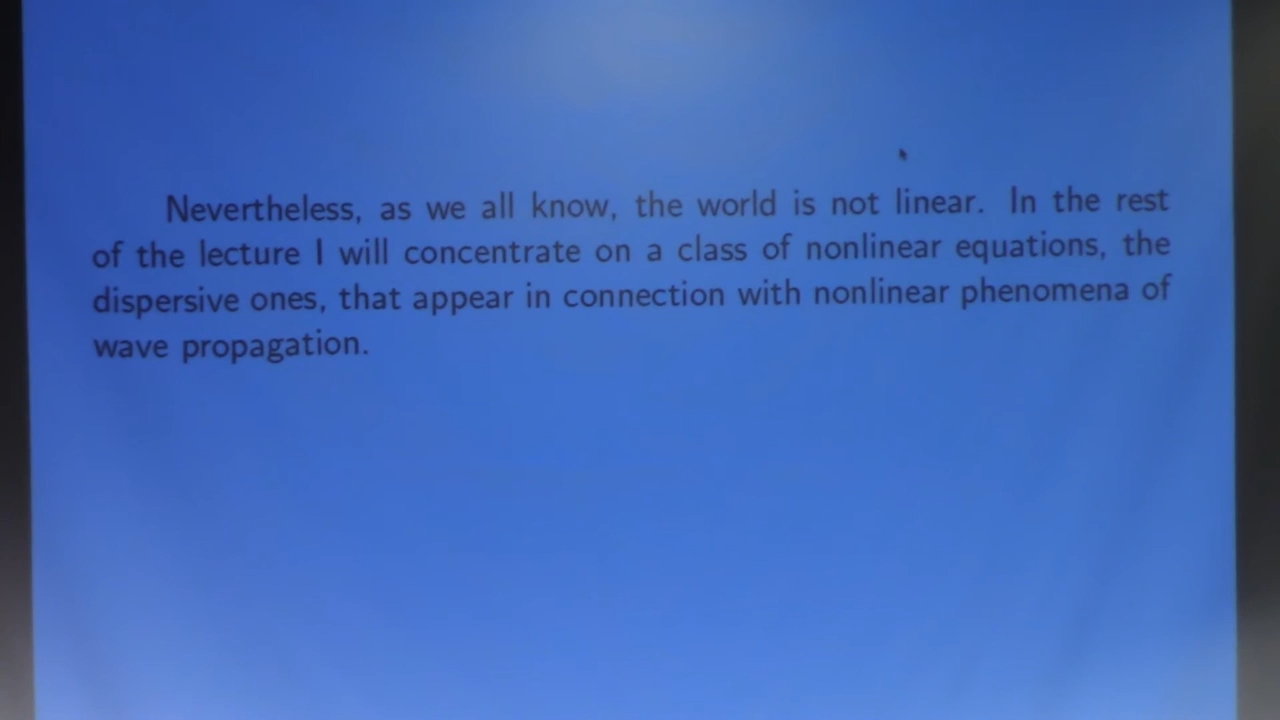 Nevertheless, as we all know, the world is not linear. In the rest
of the lecture I will concentrate on a class of nonlinear equations, the
dispersive ones, that appear in connection with nonlinear phenomena of
wave propagation.